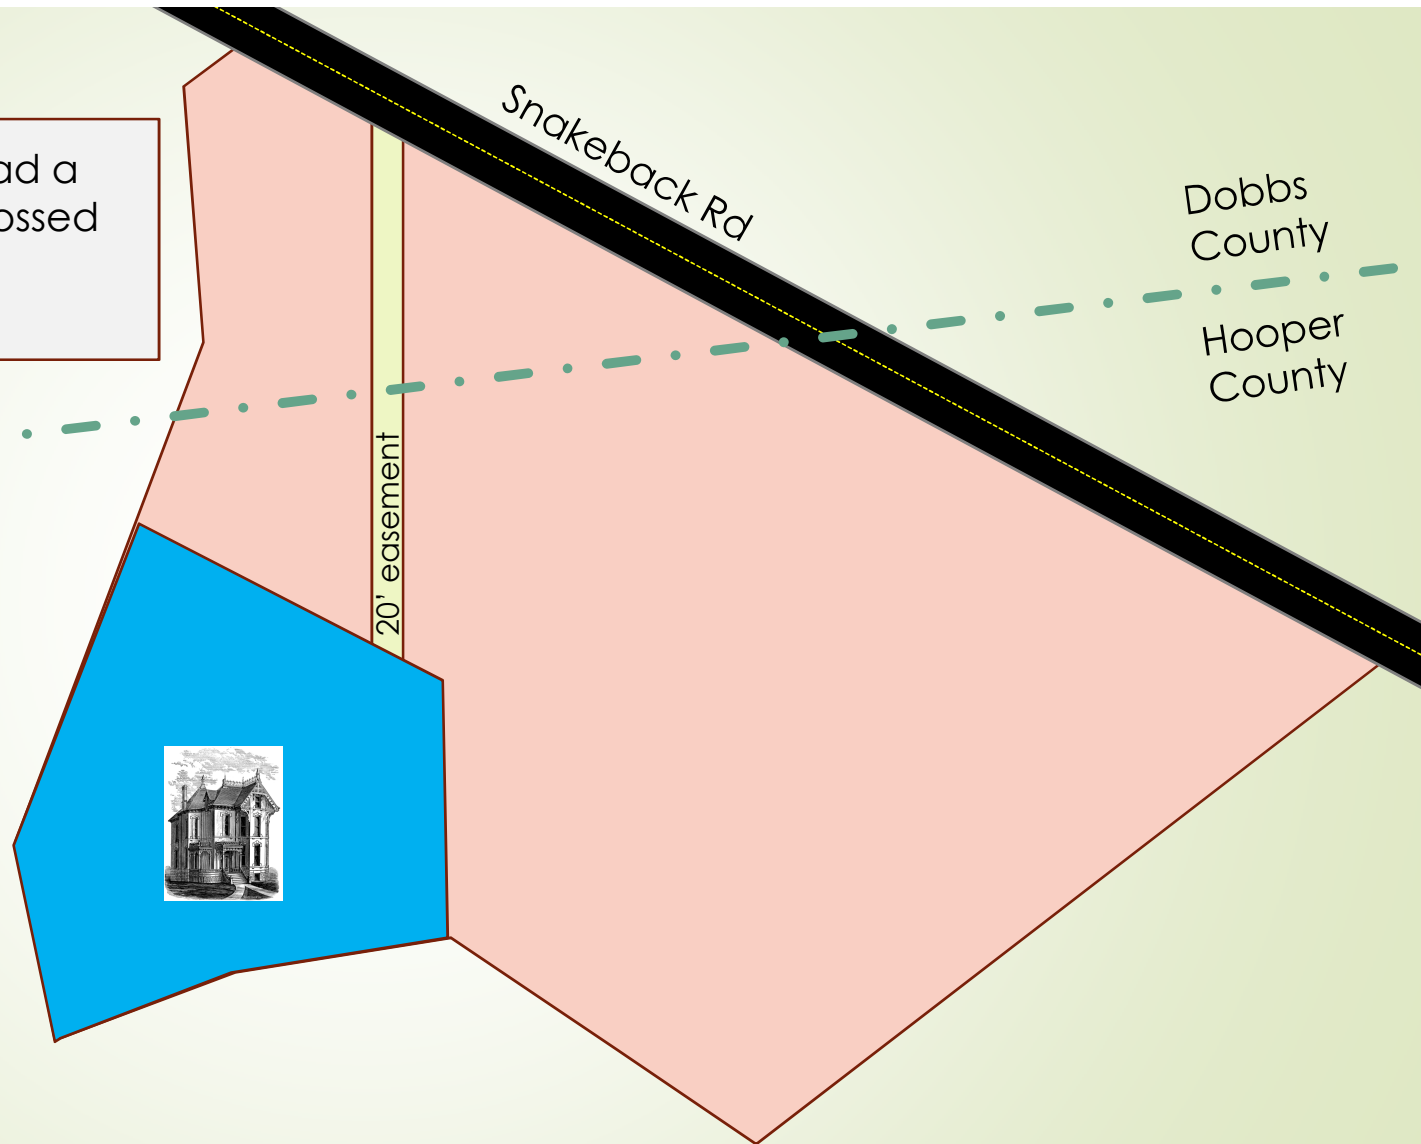 ad a
ossed
Snakeback Rd
Dobbs
County
Hooper
County
20' easement